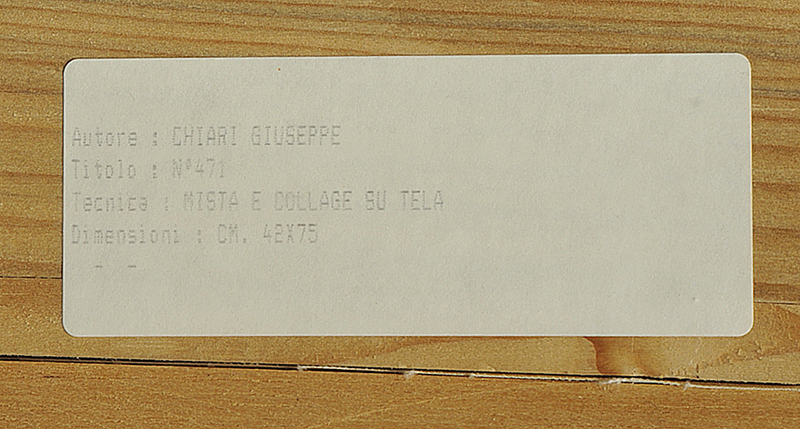 Autore : CHIARI GIUSEPPE
Titolo : N°471
Tecnica : MISTA E COLLAGE SU TELA
Dimensioni : CM. 42X75
- -